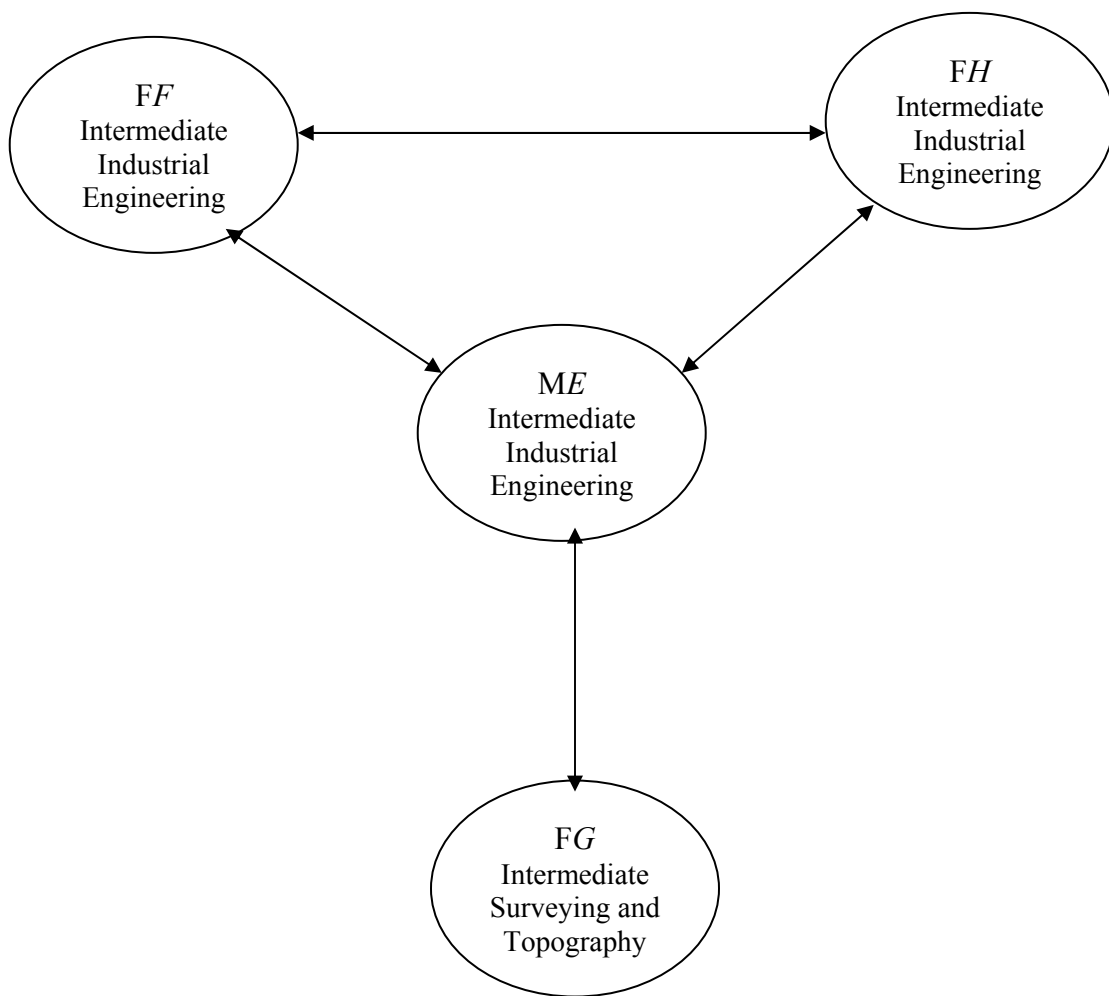 FF
Intermediate
Industrial
Engineering
FH
Intermediate
Industrial
Engineering
ME
Intermediate
Industrial
Engineering
FG
Intermediate
Surveying and
Topography